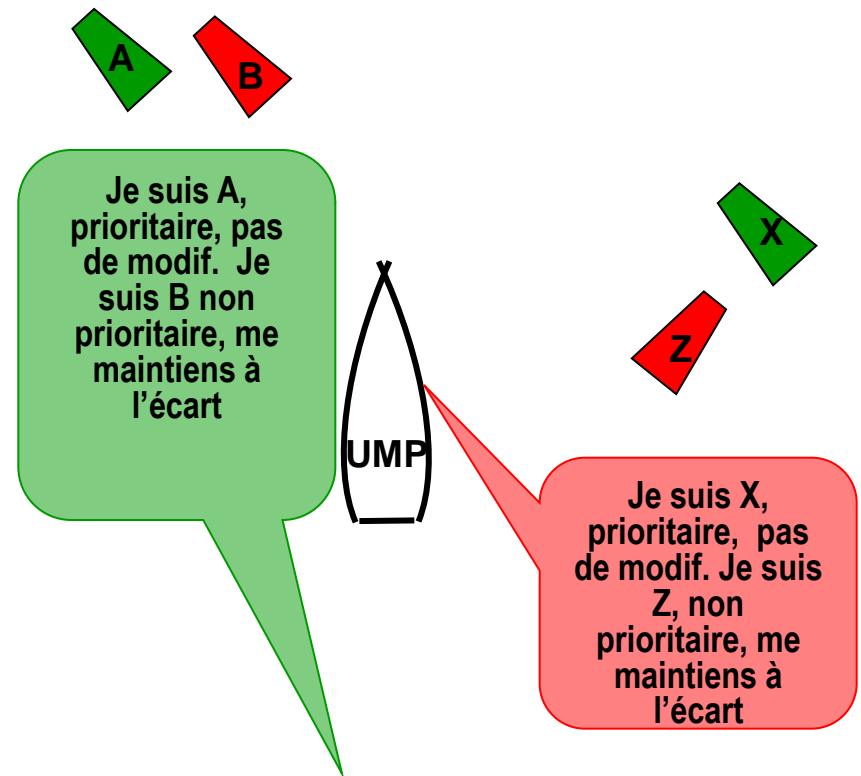 A
B
Je suis A,
prioritaire, pas
de modif.  Je
suis B non
prioritaire, me
maintiens à
l’écart
X
Z
UMP
Je suis X,
prioritaire,  pas
de modif. Je suis
Z, non
prioritaire, me
maintiens à
l’écart